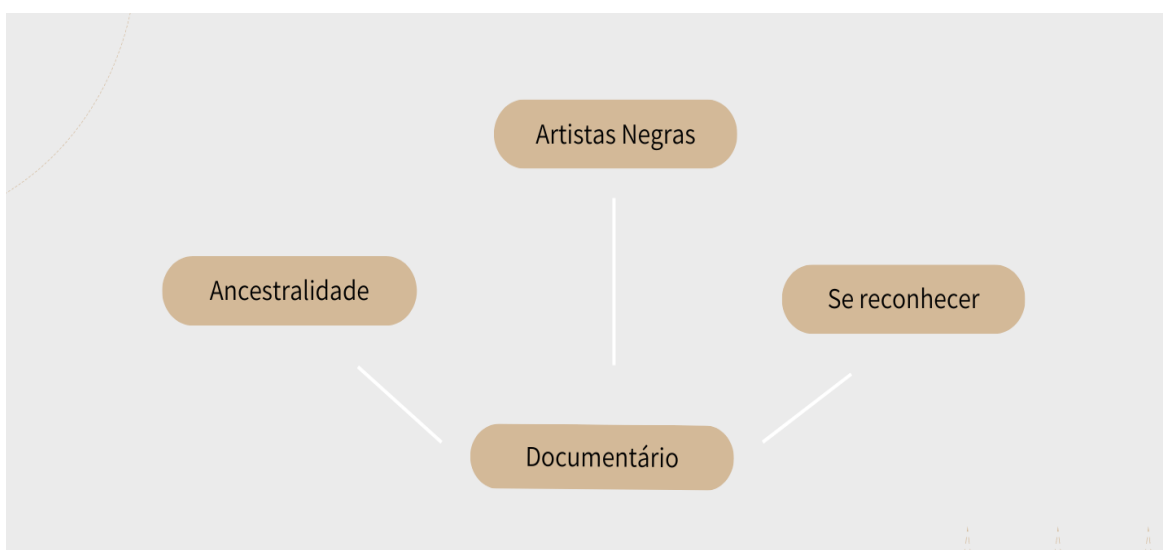 Artistas Negras
Ancestralidade
Se reconhecer
Documentário